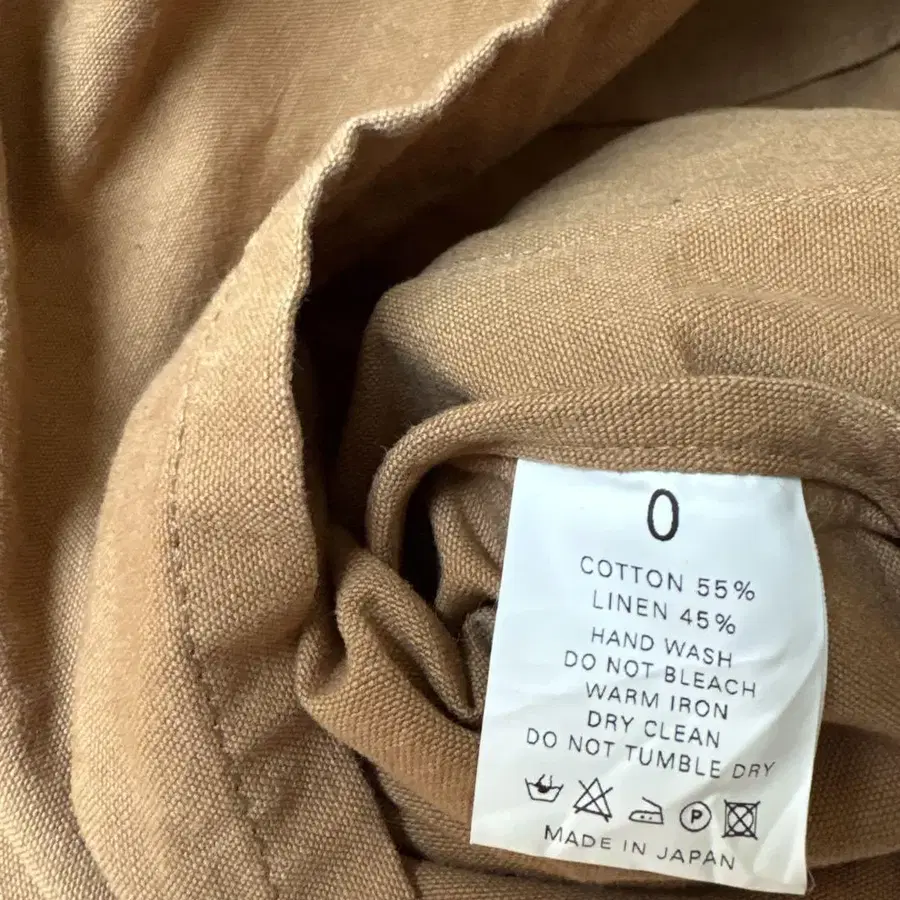 0
COTTON 55%
LINEN 45%
HAND WASH
DO NOT BLEACH
WARM IRON
DRY CLEAN
DO NOT TUMBLE DRY
P
MADE IN JAPAN